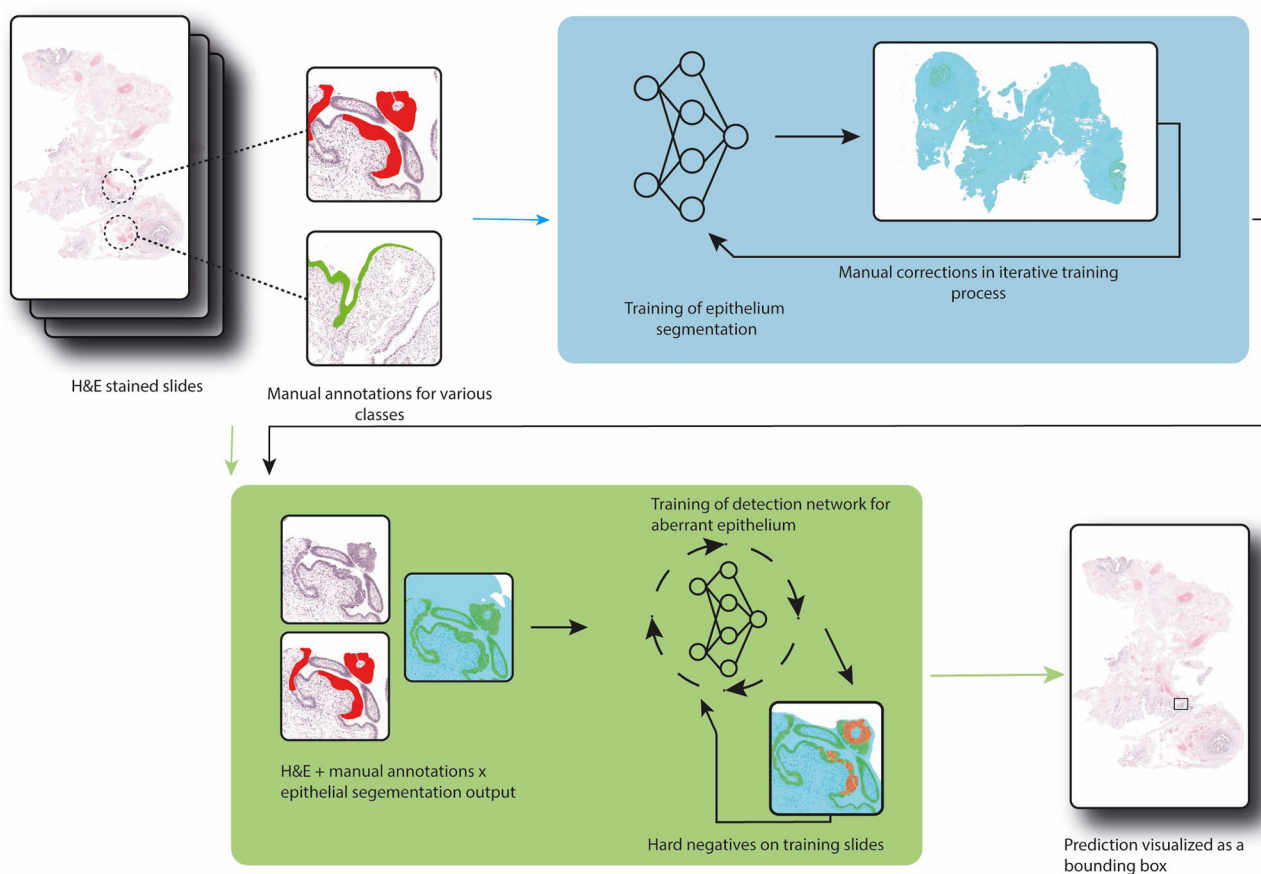 H&E stained slides
Manual annotations for various
classes
Training of epithelium
segmentation
Manual corrections in iterative training
process
Training of detection network for
aberrant epithelium
H&E + manual annotations x
epithelial segementation output
Hard negatives on training slides
Prediction visualized as a
bounding box